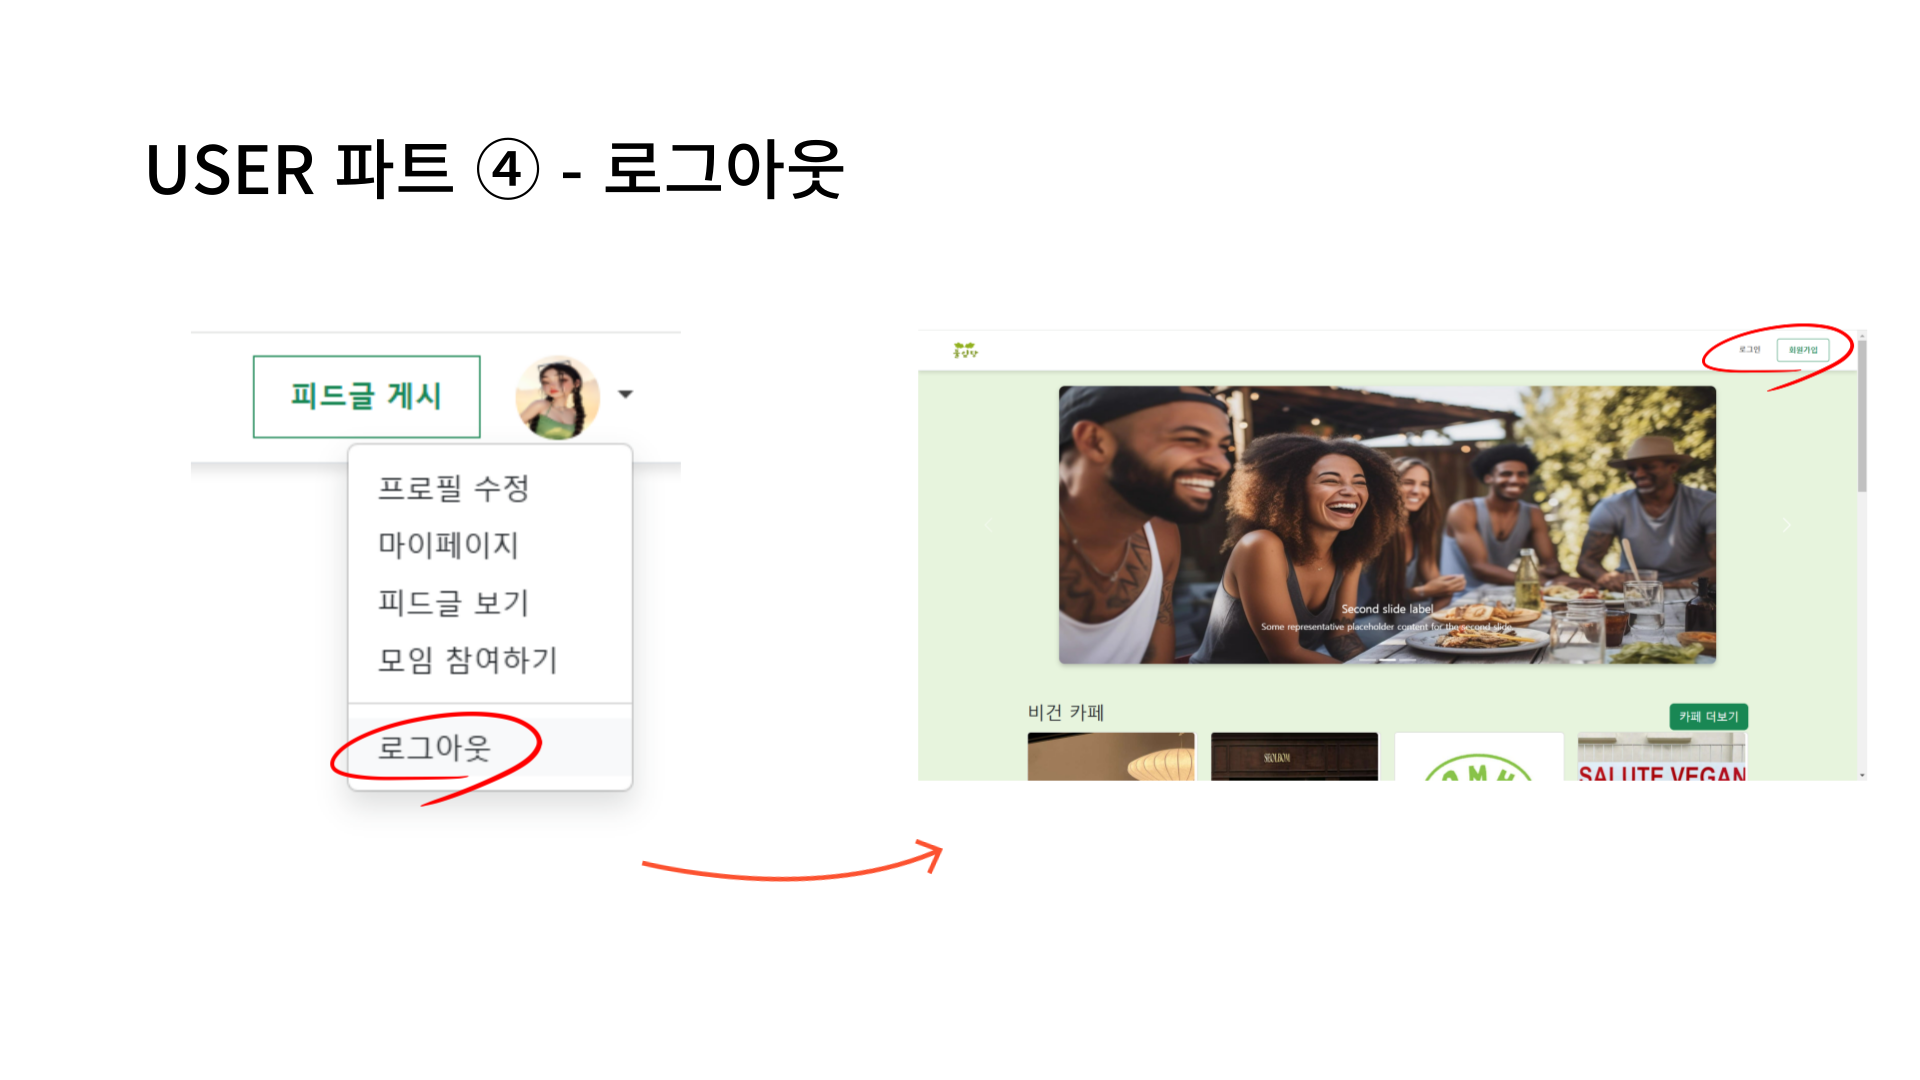 USER 파트 ④ - 로그아웃
피드글 게시
프로필 수정
마이페이지
피드글 보기
모임 참여하기
로그아웃
로그인
회원가입
Second slide label
Some representative placeholder content for the second slide.
비건 카페
카페 더보기
SEOLBOM
SALUTE VEGAN